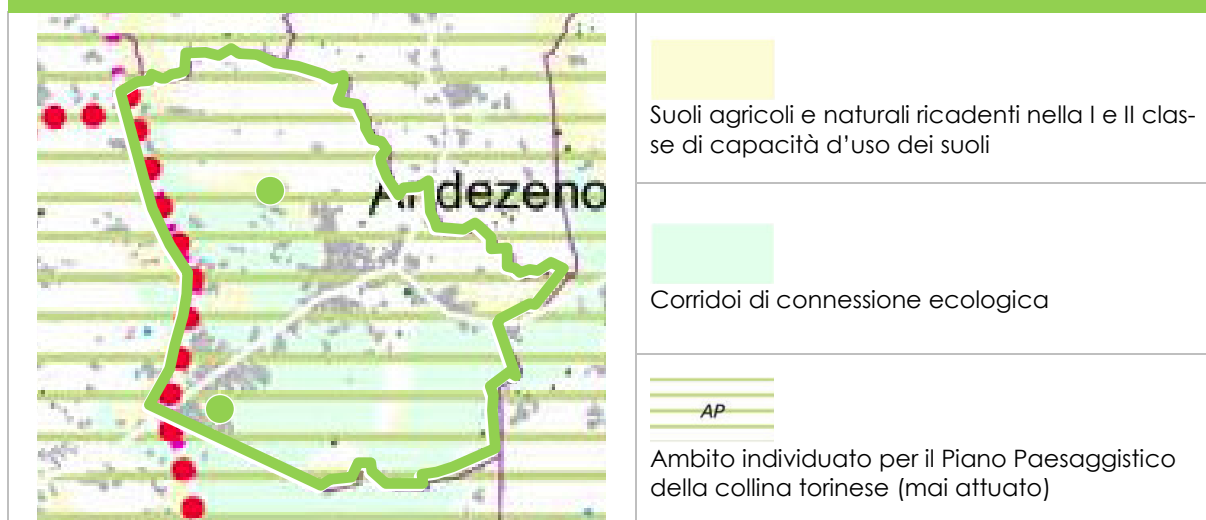 Andezeno
Suoli agricoli e naturali ricadenti nella I e II clas-
se di capacità d'uso dei suoli
Corridoi di connessione ecologica
AP
Ambito individuato per il Piano Paesaggistico
della collina torinese (mai attuato)